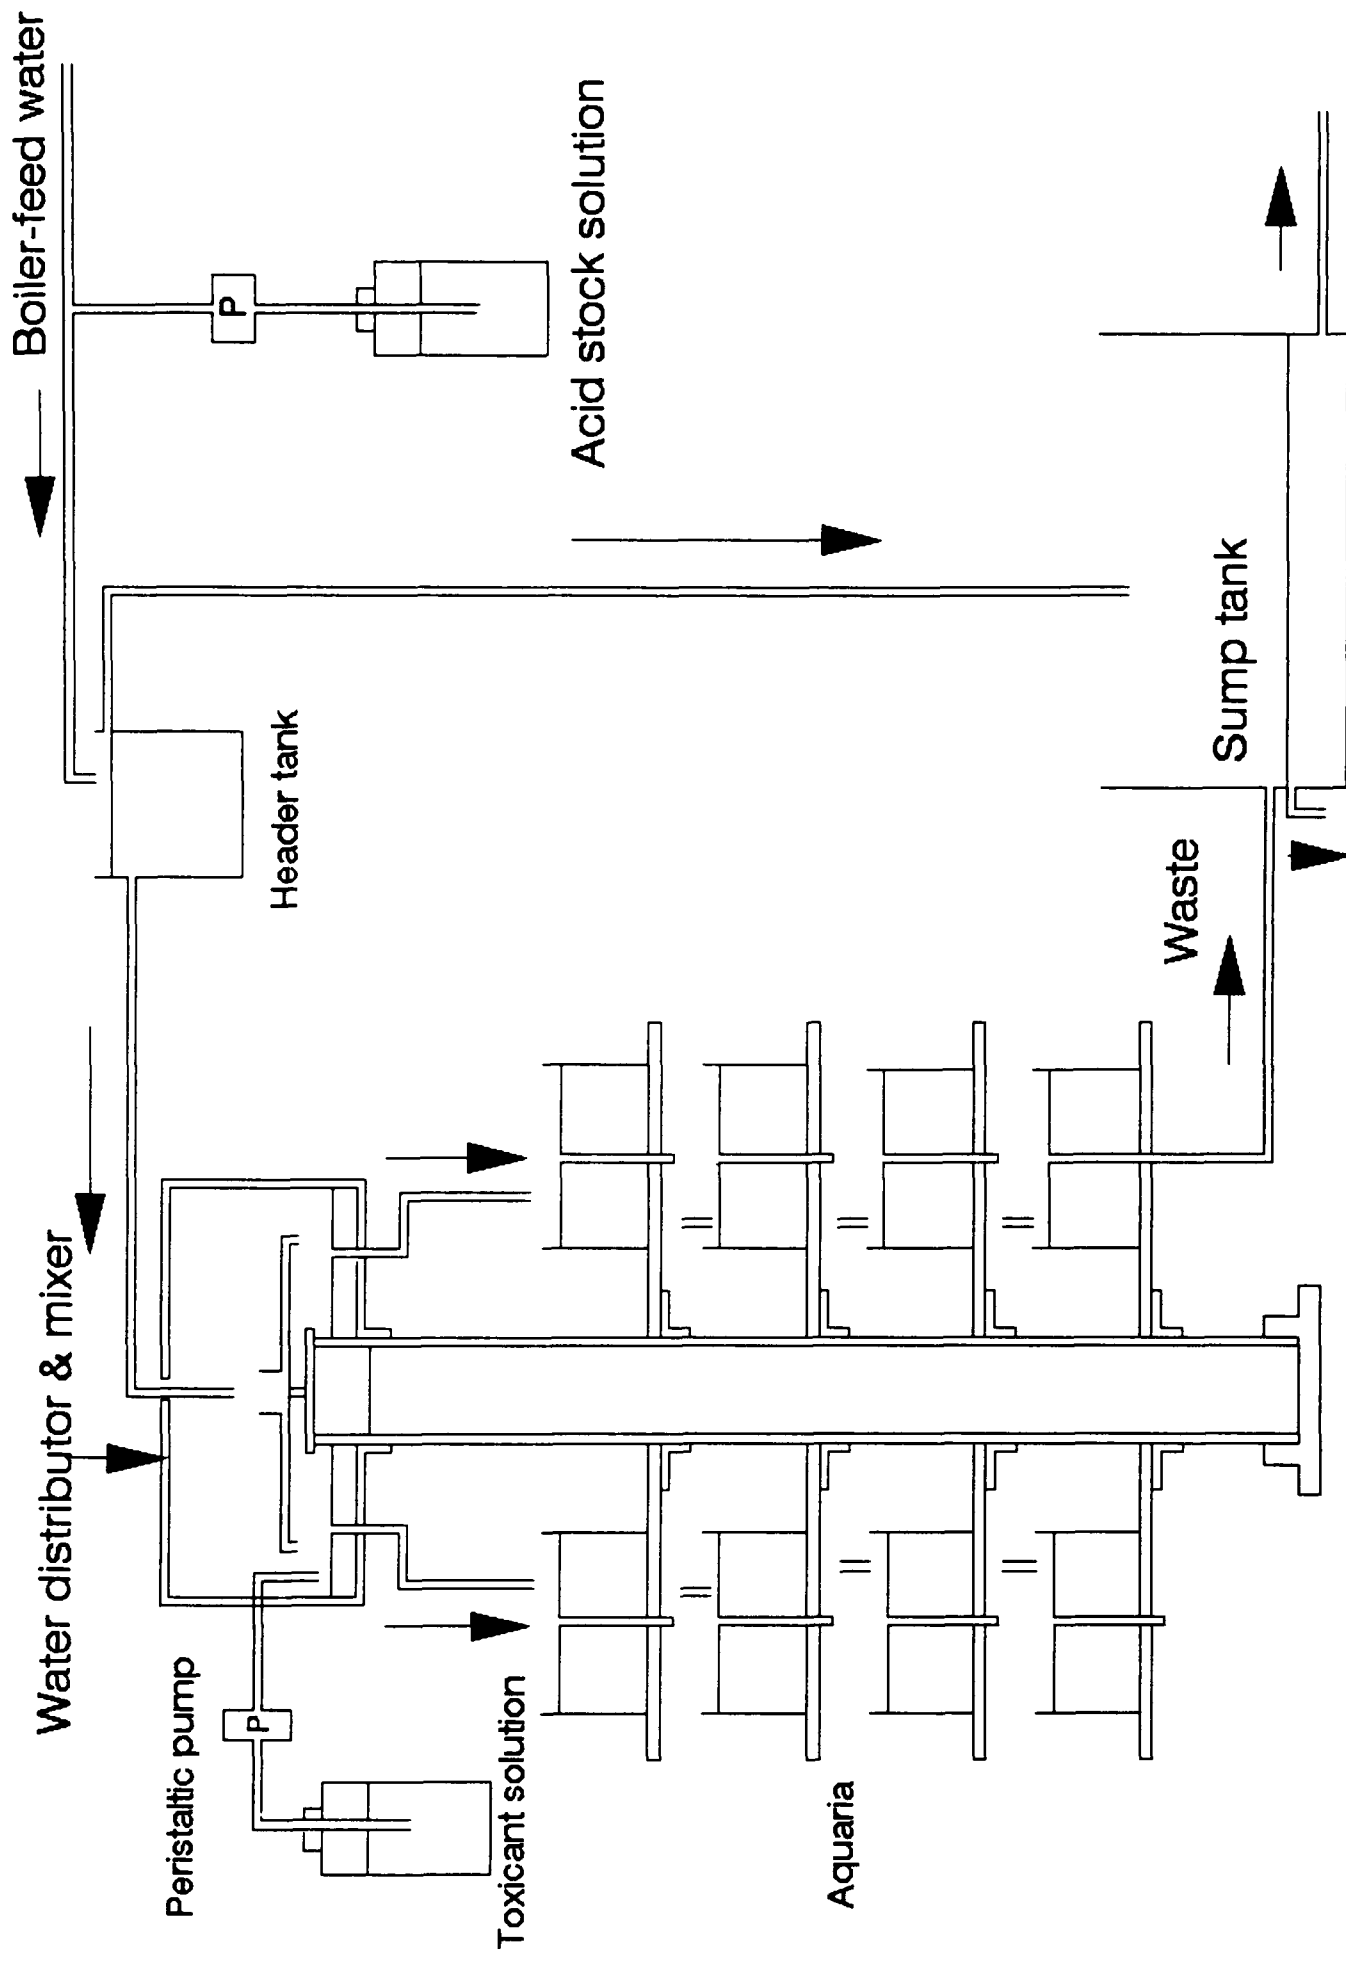 Boiler-feed water
P
Acid stock solution
Header tank
Water distributor & mixer
Peristaltic pump
P
Toxicant solution
Aquaria
Waste
Sump tank